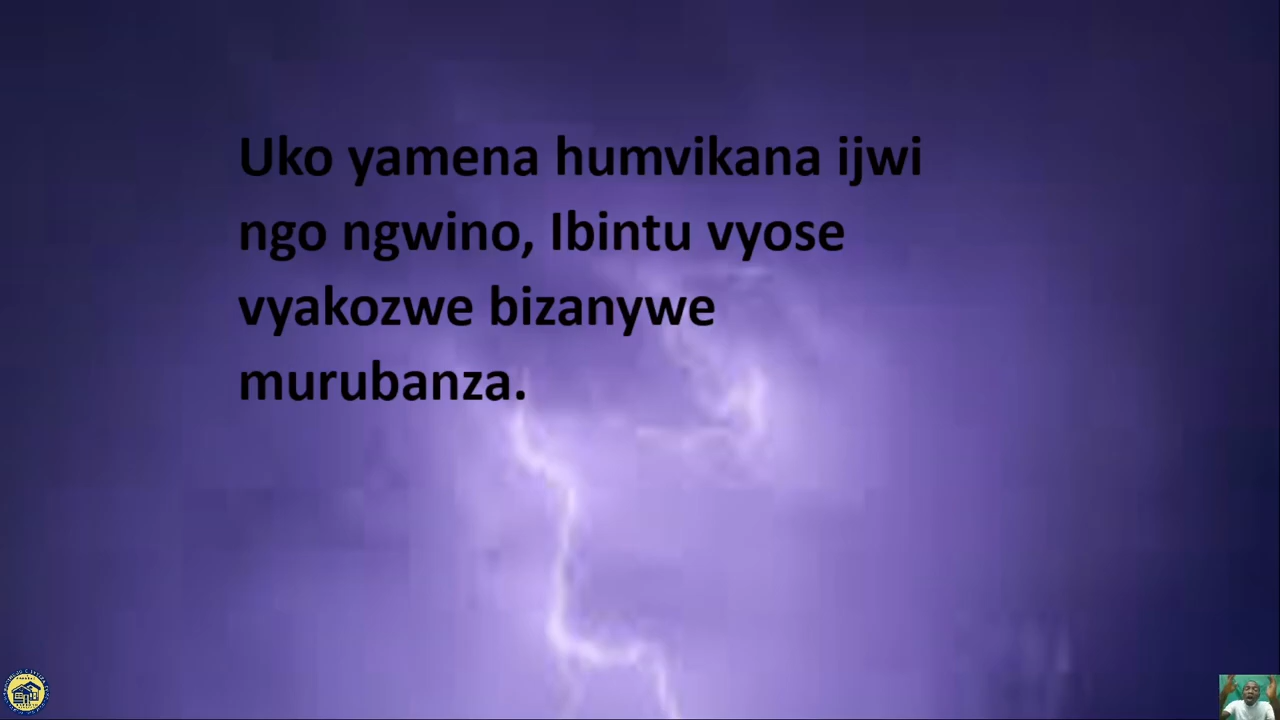 Uko yamena humvikana ijwi
ngo ngwino, Ibintu vyose
vyakozwe bizanywe
murubanza.